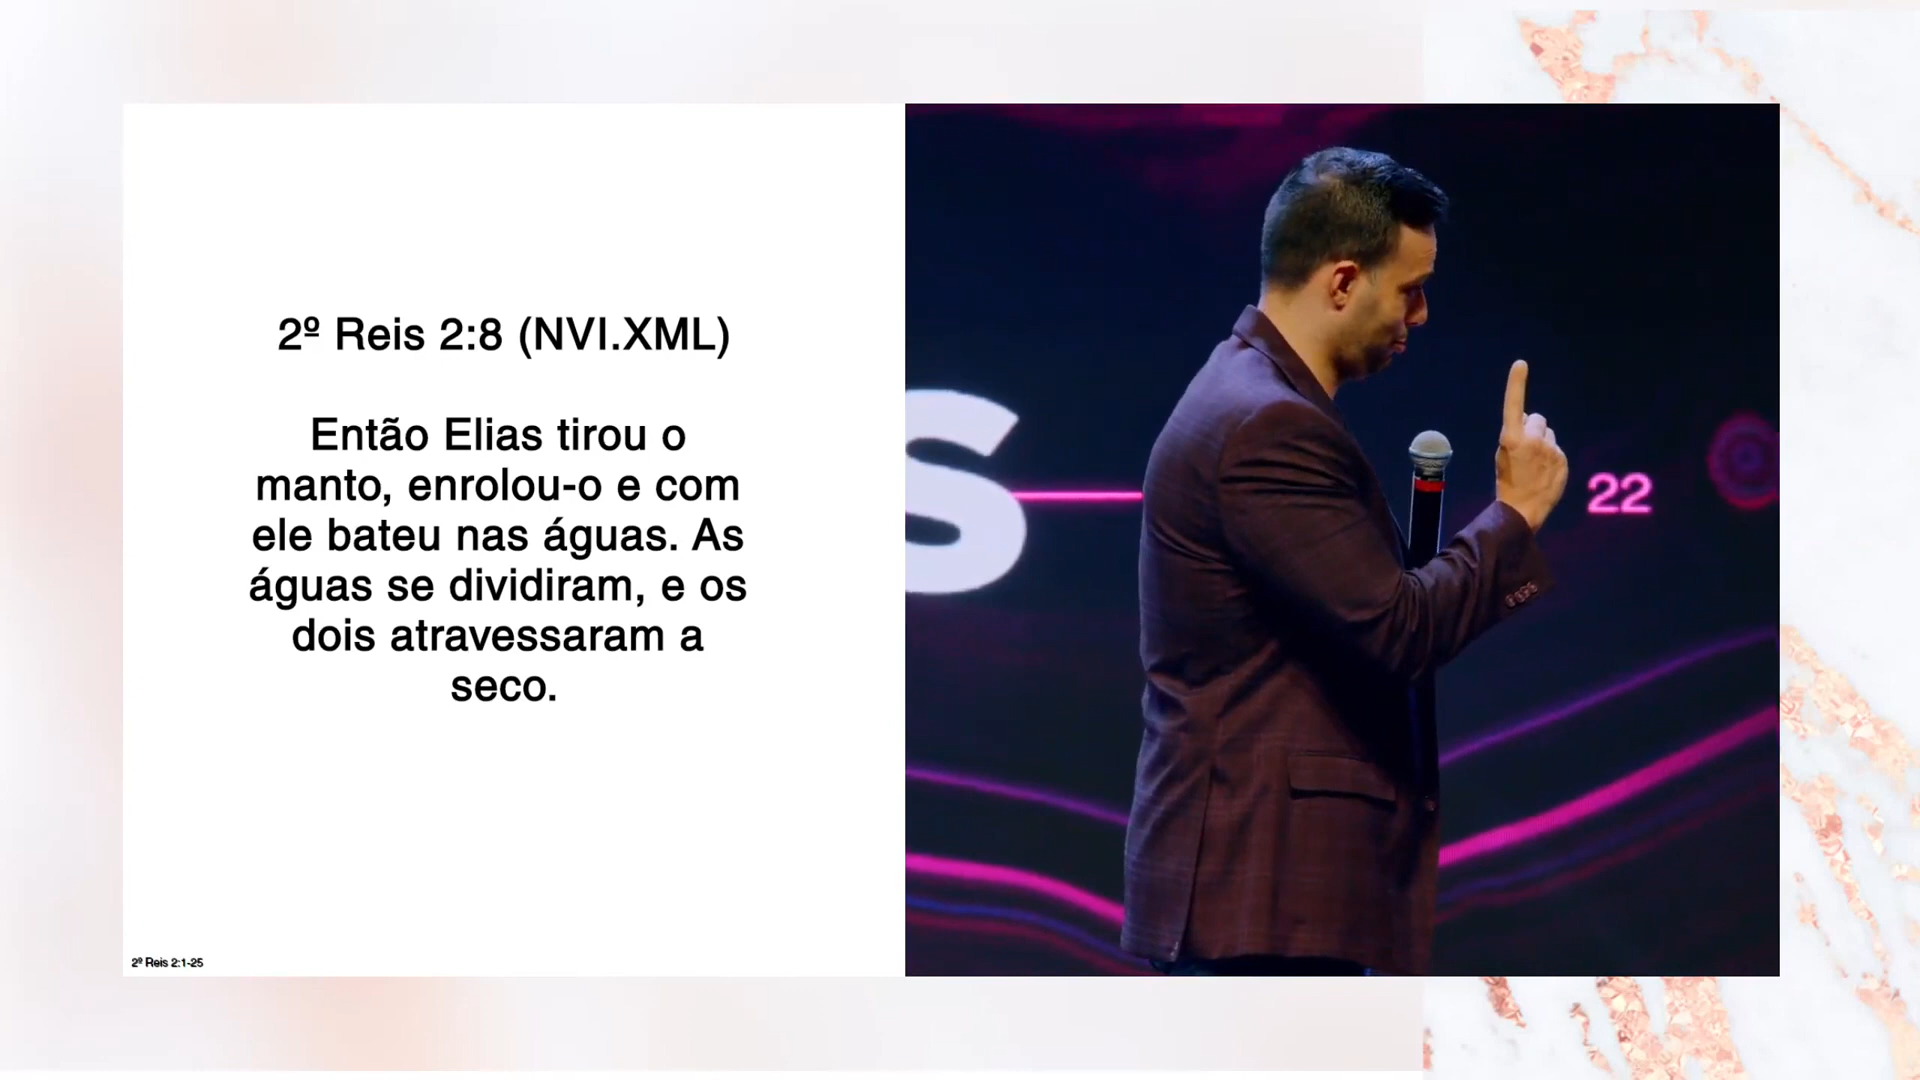 2º Reis 2:8 (NVI.XML)
Então Elias tirou o
manto, enrolou-o e com
ele bateu nas águas. As
águas se dividiram, e os
dois atravessaram a
seco.
2º Reis 2:1-25
S
22